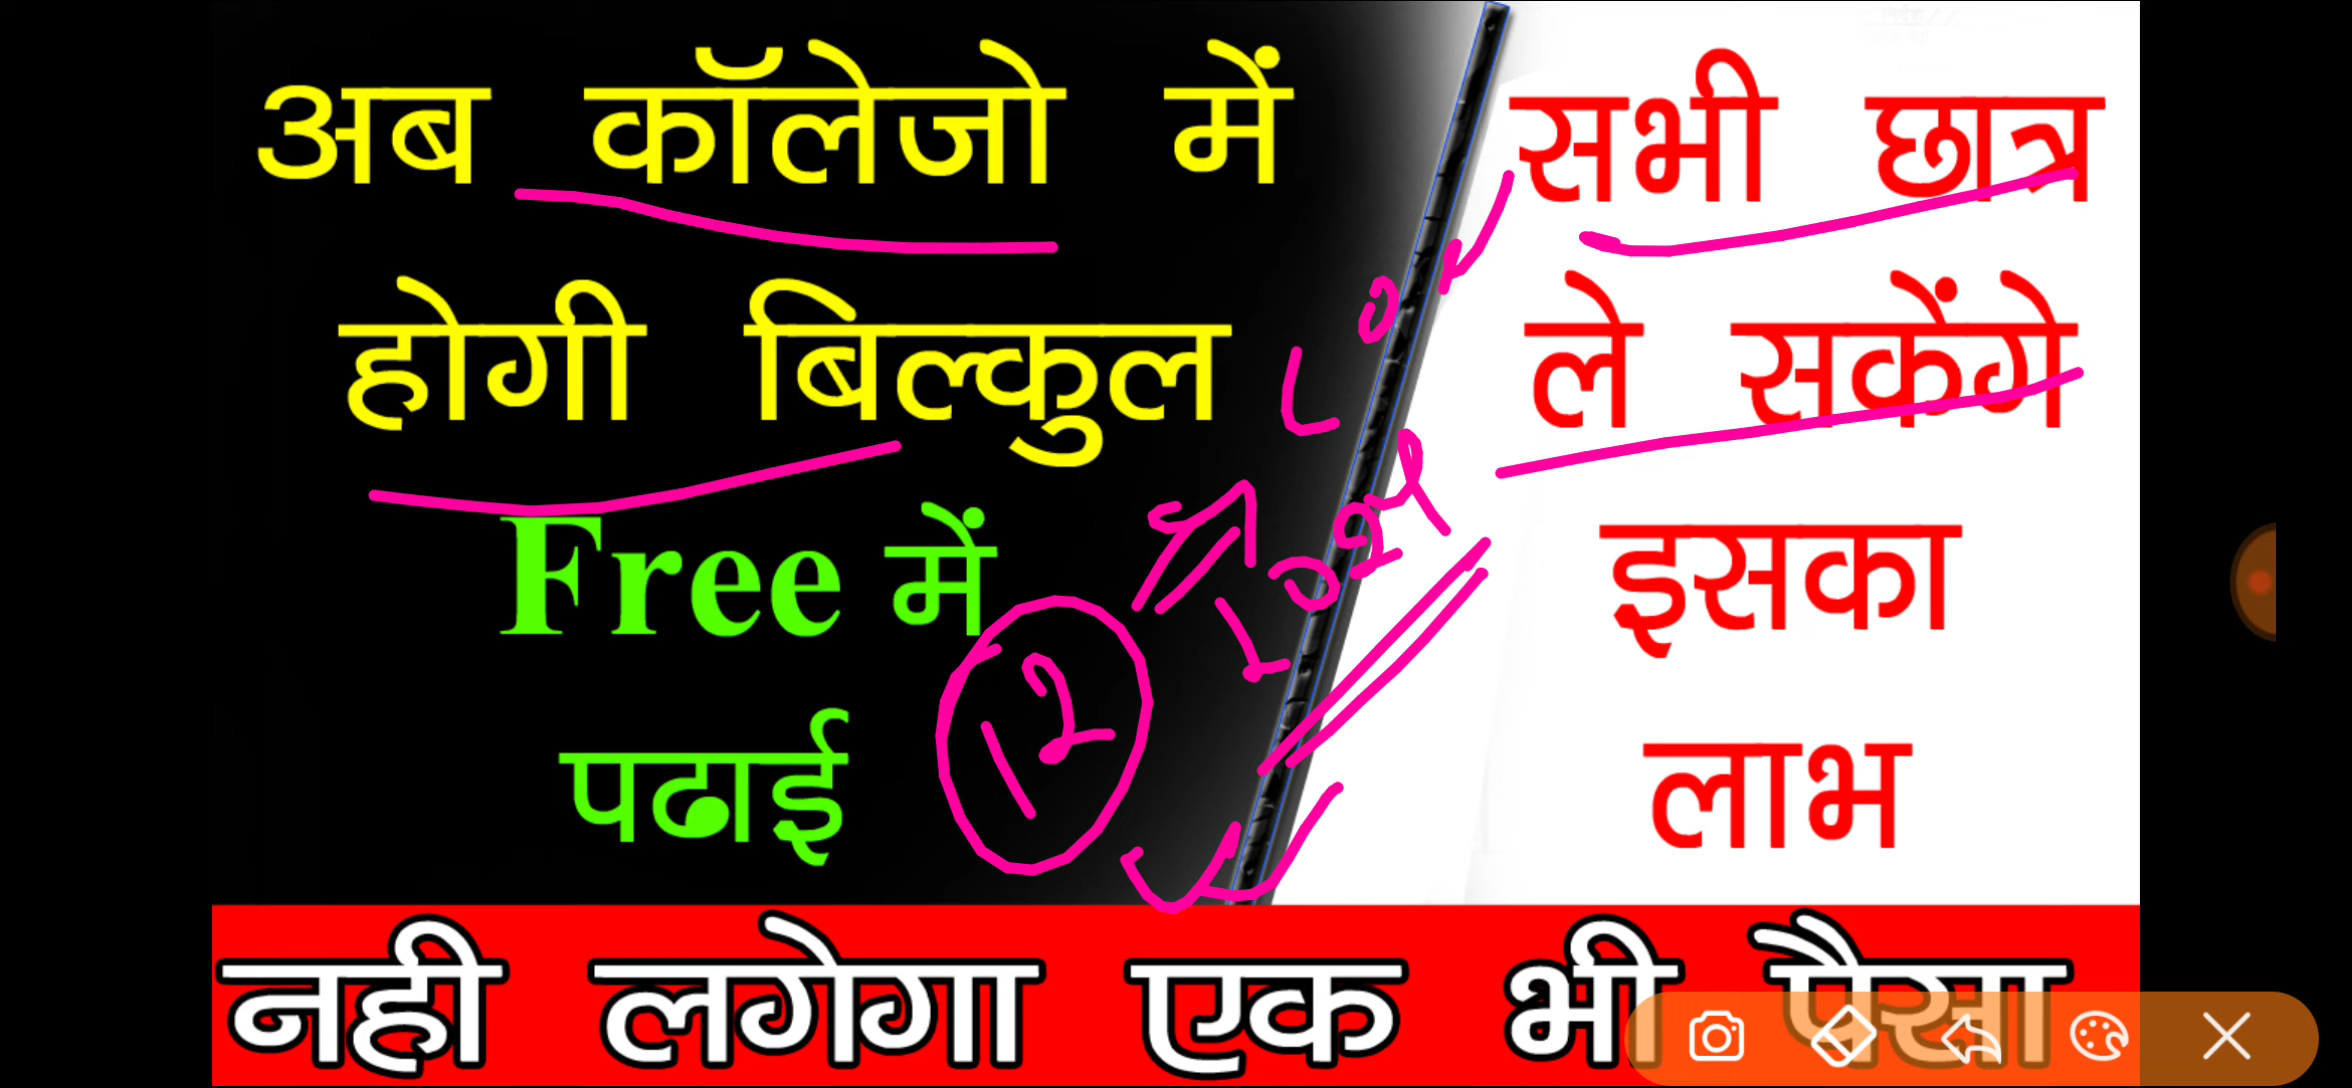 अब कॉलेजो में
होगी बिल्कुल
Free में
पढाई
12
सभी छात्र
ले सकेंगे
इसका
लाभ
नही लगेगा एक भी पैसा